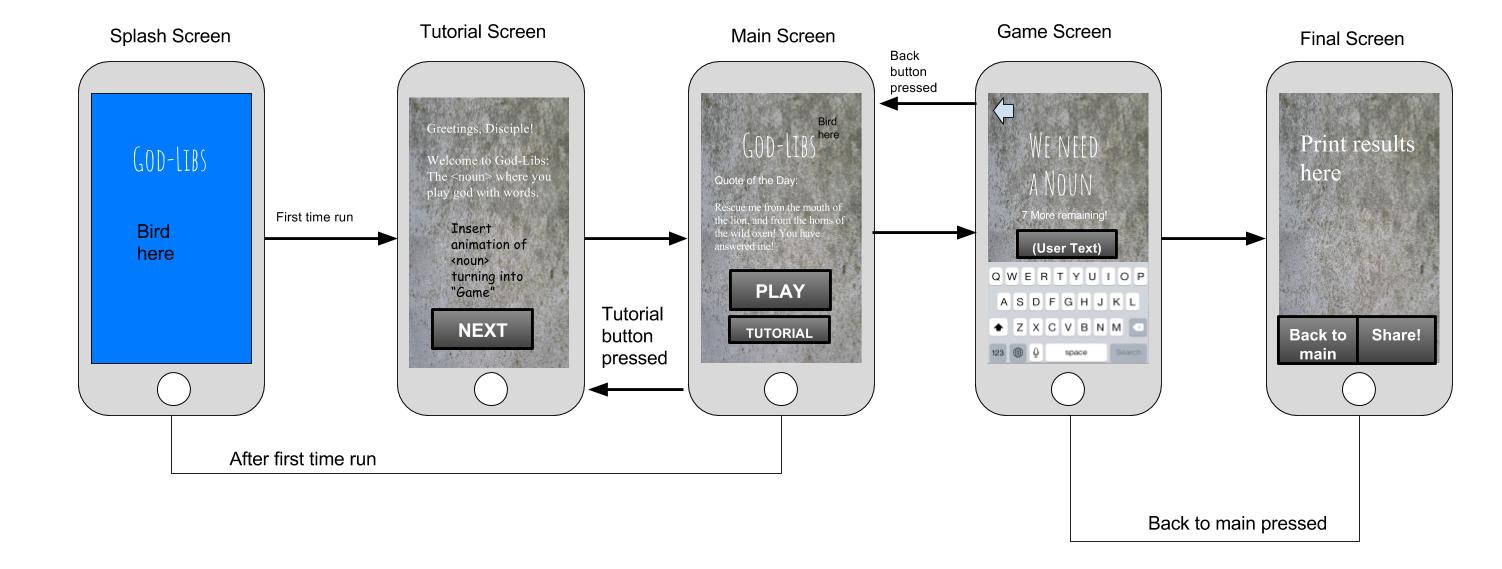 Splash Screen
GOD-LIBS
Bird
here
First time run
Tutorial Screen
Greetings, Disciple!
Welcome to God-Libs:
The <noun> where you
play god with words.
Insert
animation of
<noun>
turning into
"Game"
NEXT
Tutorial
button
pressed
Main Screen
Bird
here
GOD-LIBS
Quote of the Day:
Rescue me from the mouth of
the lion, and from the horns of
the wild oxen! You have
answered me!
PLAY
TUTORIAL
Back
button
pressed
Game Screen
WE NEED
A NOUN
7 More remaining!
(User Text)
Q W E R T Y U I O P
A S D F G H J K L
Z X C V B N M
123 space Search
Final Screen
Print results
here
Back to
main
Share!
After first time run
Back to main pressed